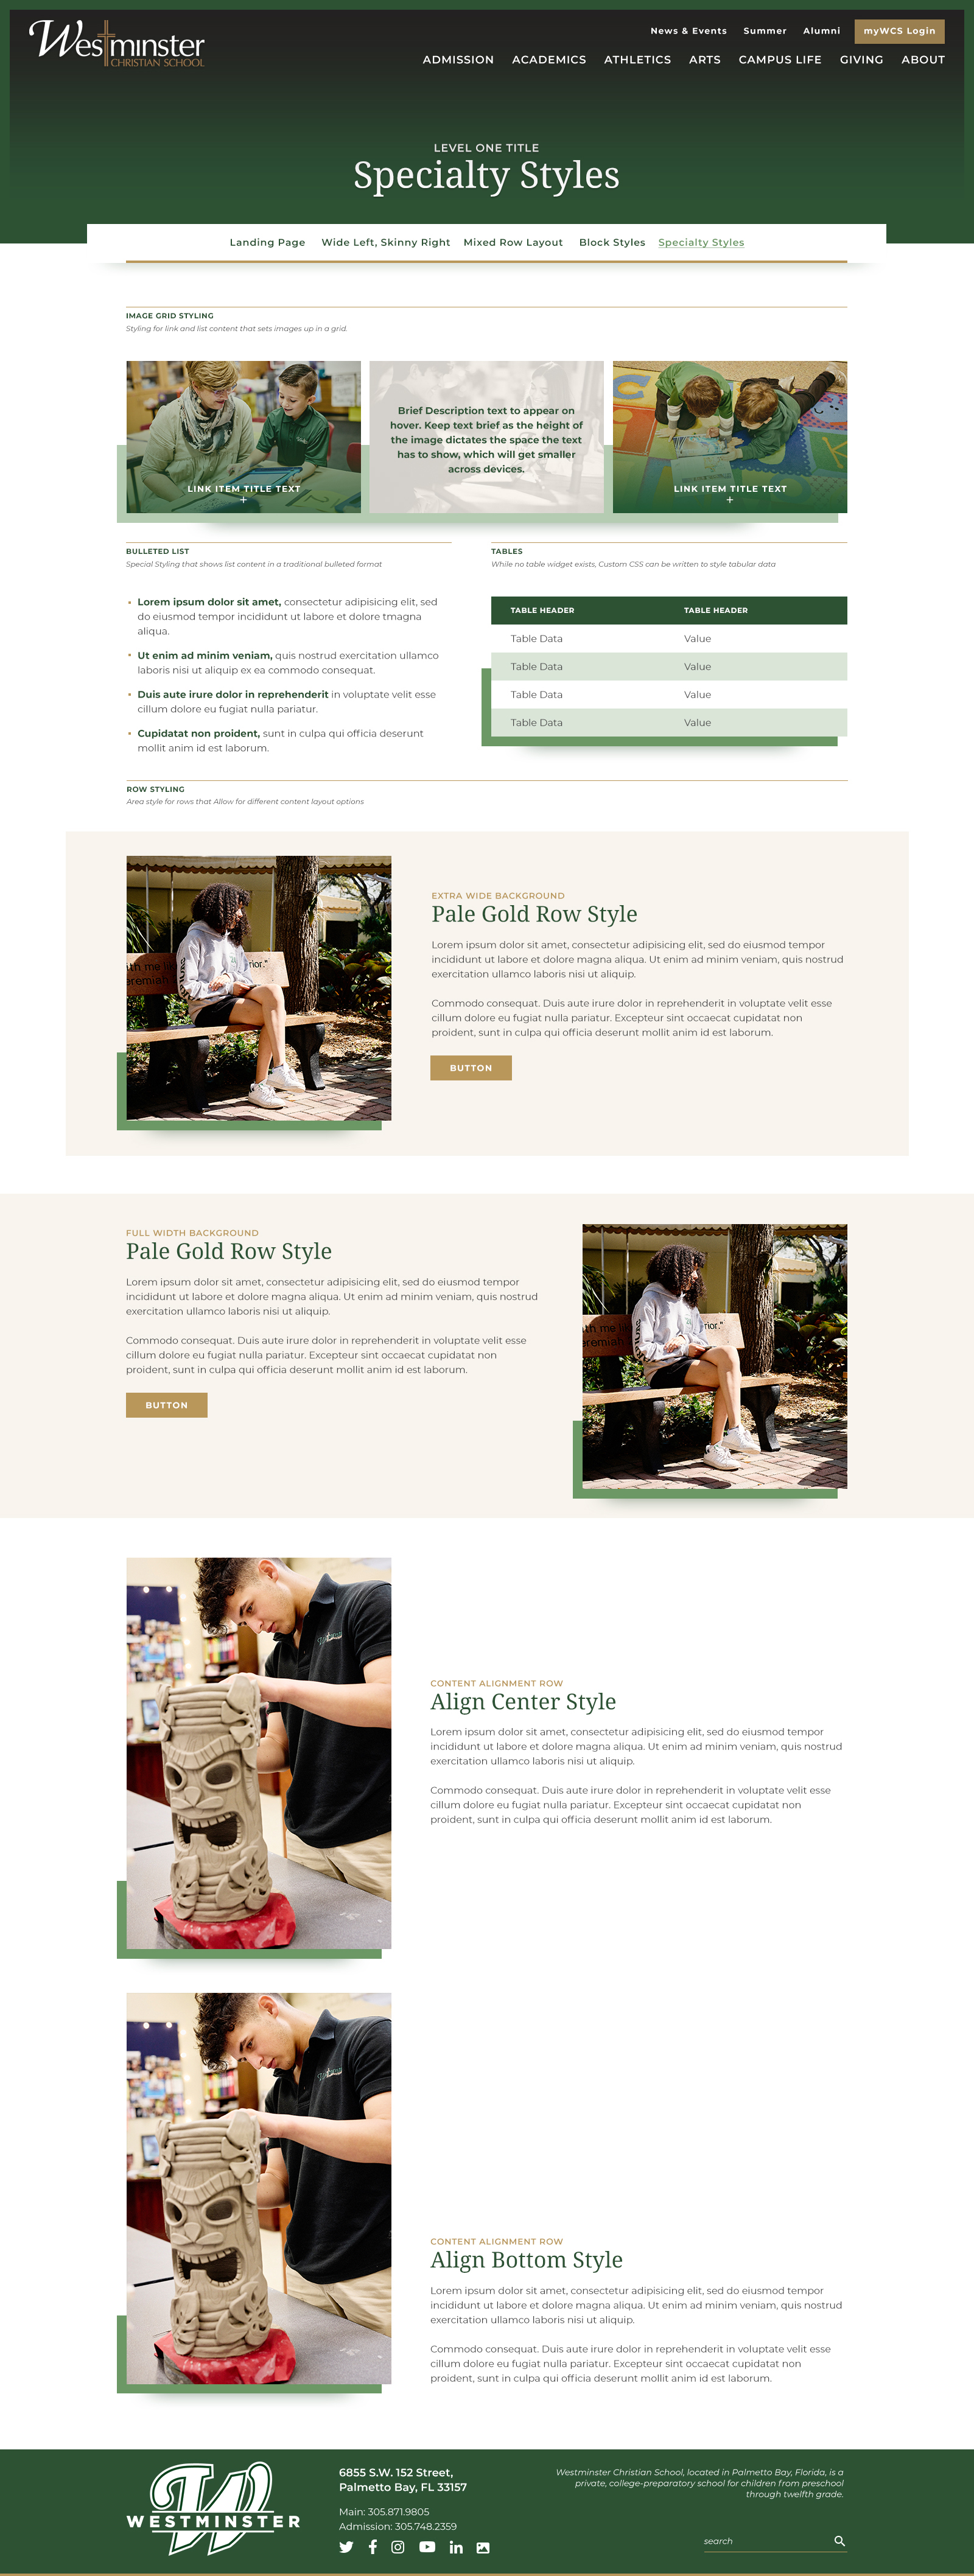 Westminster
CHRISTIAN SCHOOL
News & Events Summer Alumni myWCS Login
ADMISSION ACADEMICS ATHLETICS ARTS CAMPUS LIFE GIVING ABOUT
LEVEL ONE TITLE
Specialty Styles
Landing Page Wide Left, Skinny Right Mixed Row Layout Block Styles Specialty Styles
IMAGE GRID STYLING
Styling for link and list content that sets images up in a grid.
Brief Description text to appear on
hover. Keep text brief as the height of
the image dictates the space the text
has to show, which will get smaller
across devices.
LINK ITEM TITLE TEXT
+
LINK ITEM TITLE TEXT
+
BULLETED LIST
Special Styling that shows list content in a traditional bulleted format
• Lorem ipsum dolor sit amet, consectetur adipisicing elit, sed
do eiusmod tempor incididunt ut labore et dolore tmagna
aliqua.
• Ut enim ad minim veniam, quis nostrud exercitation ullamco
laboris nisi ut aliquip ex ea commodo consequat.
• Duis aute irure dolor in reprehenderit in voluptate velit esse
cillum dolore eu fugiat nulla pariatur.
• Cupidatat non proident, sunt in culpa qui officia deserunt
mollit anim id est laborum.
TABLES
While no table widget exists, Custom CSS can be written to style tabular data
TABLE HEADER TABLE HEADER
Table Data Value
Table Data Value
Table Data Value
Table Data Value
ROW STYLING
Area style for rows that Allow for different content layout options
ith me rior."
eremiah
EXTRA WIDE BACKGROUND
Pale Gold Row Style
Lorem ipsum dolor sit amet, consectetur adipisicing elit, sed do eiusmod tempor
incididunt ut labore et dolore magna aliqua. Ut enim ad minim veniam, quis nostrud
exercitation ullamco laboris nisi ut aliquip.
Commodo consequat. Duis aute irure dolor in reprehenderit in voluptate velit esse
cillum dolore eu fugiat nulla pariatur. Excepteur sint occaecat cupidatat non
proident, sunt in culpa qui officia deserunt mollit anim id est laborum.
BUTTON
FULL WIDTH BACKGROUND
Pale Gold Row Style
Lorem ipsum dolor sit amet, consectetur adipisicing elit, sed do eiusmod tempor
incididunt ut labore et dolore magna aliqua. Ut enim ad minim veniam, quis nostrud
exercitation ullamco laboris nisi ut aliquip.
Commodo consequat. Duis aute irure dolor in reprehenderit in voluptate velit esse
cillum dolore eu fugiat nulla pariatur. Excepteur sint occaecat cupidatat non
proident, sunt in culpa qui officia deserunt mollit anim id est laborum.
BUTTON
ith me rior."
eremiah
CONTENT ALIGNMENT ROW
Align Center Style
Lorem ipsum dolor sit amet, consectetur adipisicing elit, sed do eiusmod tempor
incididunt ut labore et dolore magna aliqua. Ut enim ad minim veniam, quis nostrud
exercitation ullamco laboris nisi ut aliquip.
Commodo consequat. Duis aute irure dolor in reprehenderit in voluptate velit esse
cillum dolore eu fugiat nulla pariatur. Excepteur sint occaecat cupidatat non
proident, sunt in culpa qui officia deserunt mollit anim id est laborum.
CONTENT ALIGNMENT ROW
Align Bottom Style
Lorem ipsum dolor sit amet, consectetur adipisicing elit, sed do eiusmod tempor
incididunt ut labore et dolore magna aliqua. Ut enim ad minim veniam, quis nostrud
exercitation ullamco laboris nisi ut aliquip.
Commodo consequat. Duis aute irure dolor in reprehenderit in voluptate velit esse
cillum dolore eu fugiat nulla pariatur. Excepteur sint occaecat cupidatat non
proident, sunt in culpa qui officia deserunt mollit anim id est laborum.
W
WESTMINSTER
6855 S.W. 152 Street,
Palmetto Bay, FL 33157
Main: 305.871.9805
Admission: 305.748.2359
Westminster Christian School, located in Palmetto Bay, Florida, is a
private, college-preparatory school for children from preschool
through twelfth grade.
search